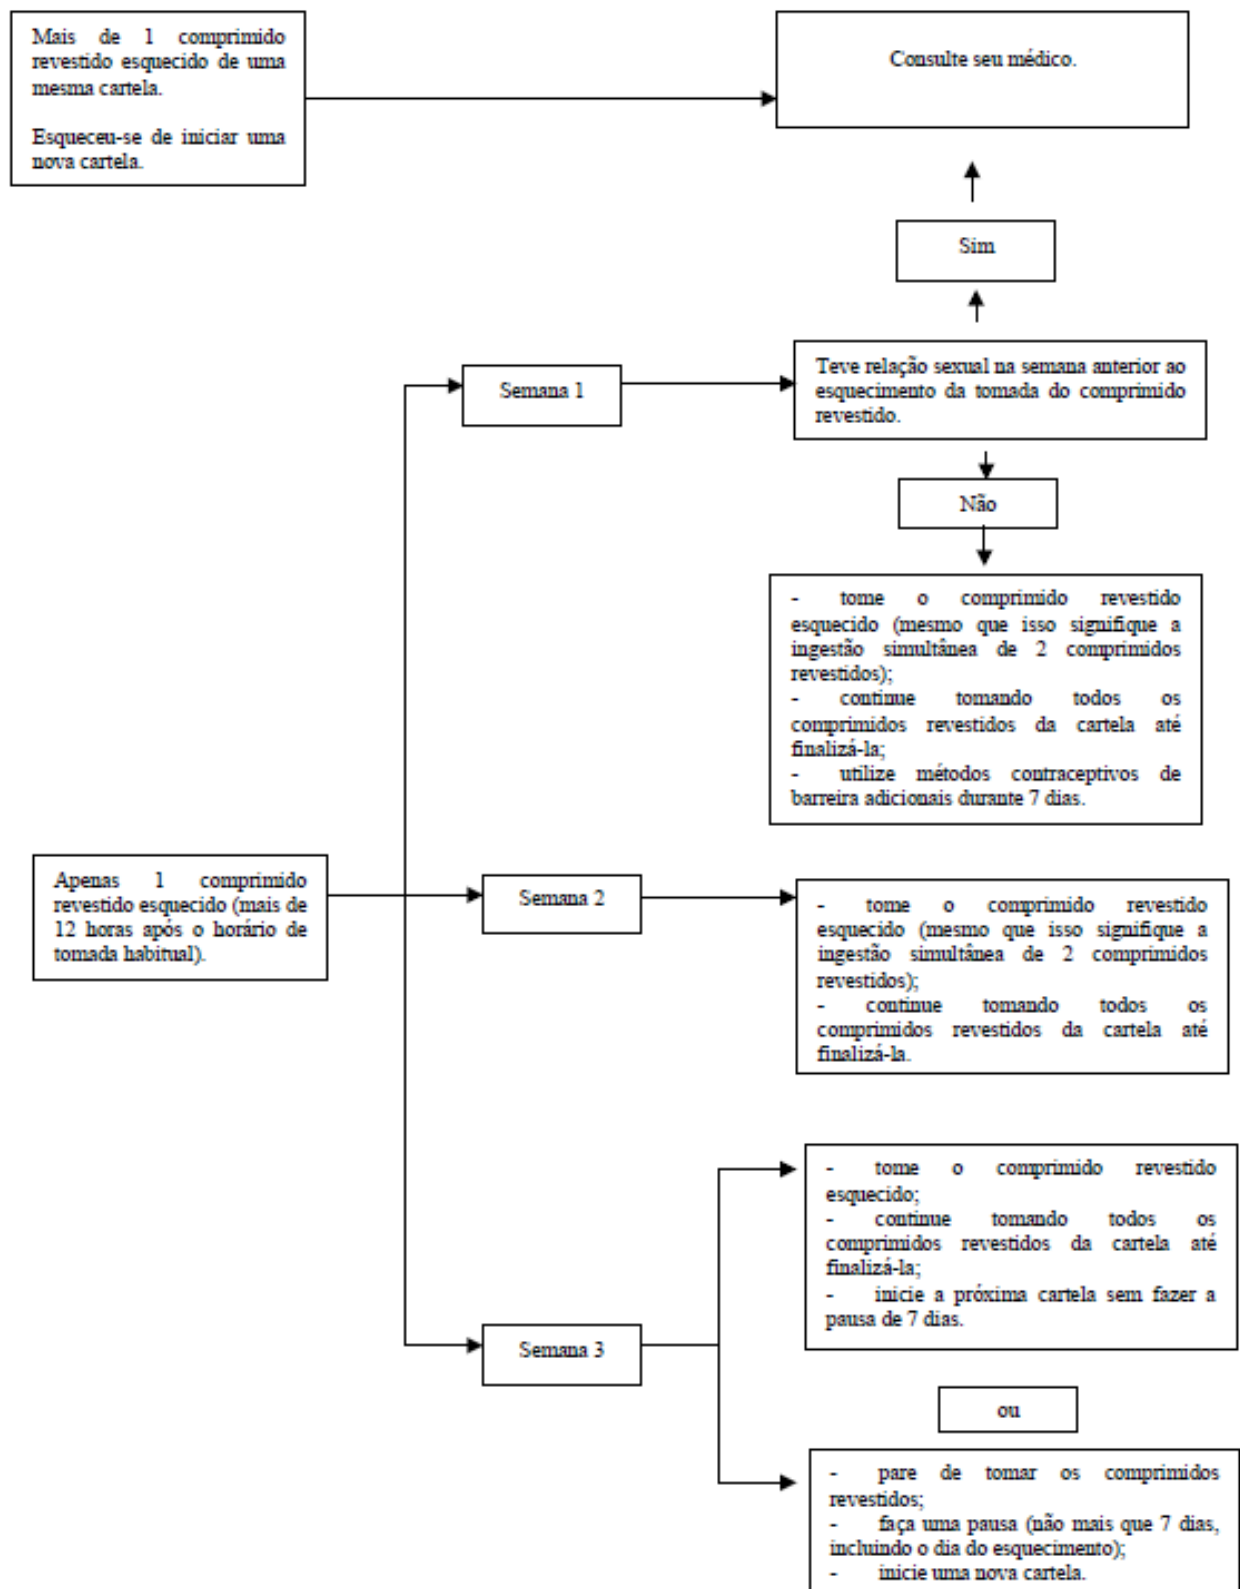 Mais de 1 comprimido
revestido esquecido de uma
mesma cartela.
Esqueceu-se de iniciar uma
nova cartela.
Consulte seu médico.
Sim
Semana 1
Teve relação sexual na semana anterior ao
esquecimento da tomada do comprimido
revestido.
Não
- tome o comprimido revestido
esquecido (mesmo que isso signifique a
ingestão simultânea de 2 comprimidos
revestidos);
- continue tomando todos os
comprimidos revestidos da cartela até
finalizá-la;
- utilize métodos contraceptivos de
barreira adicionais durante 7 dias.
Apenas 1 comprimido
revestido esquecido (mais de
12 horas após o horário de
tomada habitual).
Semana 2
- tome o comprimido revestido
esquecido (mesmo que isso signifique a
ingestão simultânea de 2 comprimidos
revestidos);
- continue tomando todos os
comprimidos revestidos da cartela até
finalizá-la.
Semana 3
- tome o comprimido revestido
esquecido;
- continue tomando todos os
comprimidos revestidos da cartela até
finalizá-la;
- inicie a próxima cartela sem fazer a
pausa de 7 dias.
ou
- pare de tomar os comprimidos
revestidos;
- faça uma pausa (não mais que 7 dias,
incluindo o dia do esquecimento);
- inicie uma nova cartela.